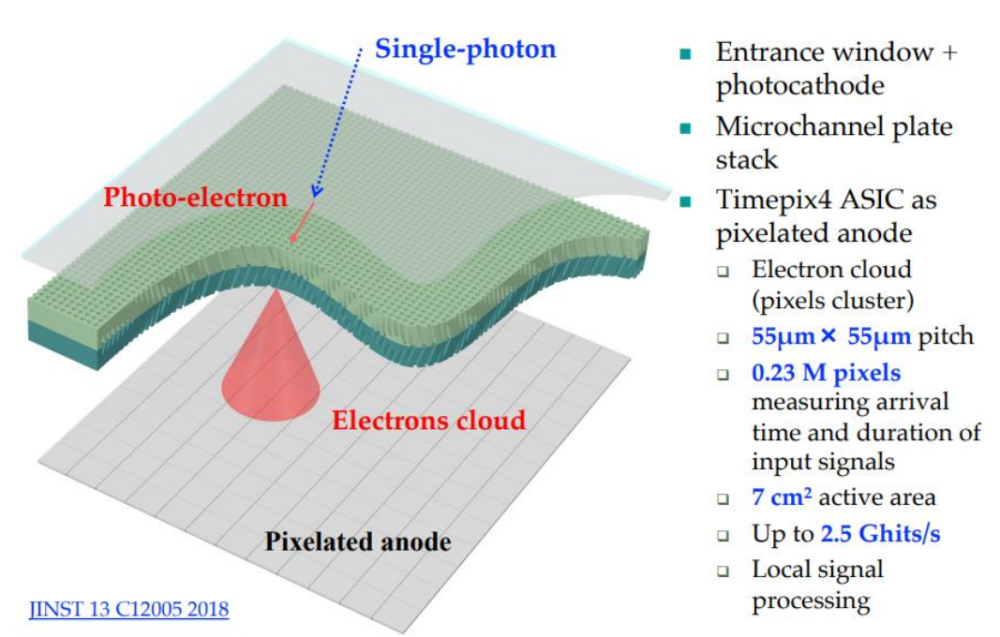 Single-photon
Photo-electron
Electrons cloud
Pixelated anode
JINST 13 C12005 2018
▪ Entrance window +
photocathode
▪ Microchannel plate
stack
▪ Timepix4 ASIC as
pixelated anode
❑ Electron cloud
(pixels cluster)
❑ 55µm × 55µm pitch
❑ 0.23 M pixels
measuring arrival
time and duration of
input signals
❑ 7 cm² active area
❑ Up to 2.5 Ghits/s
❑ Local signal
processing